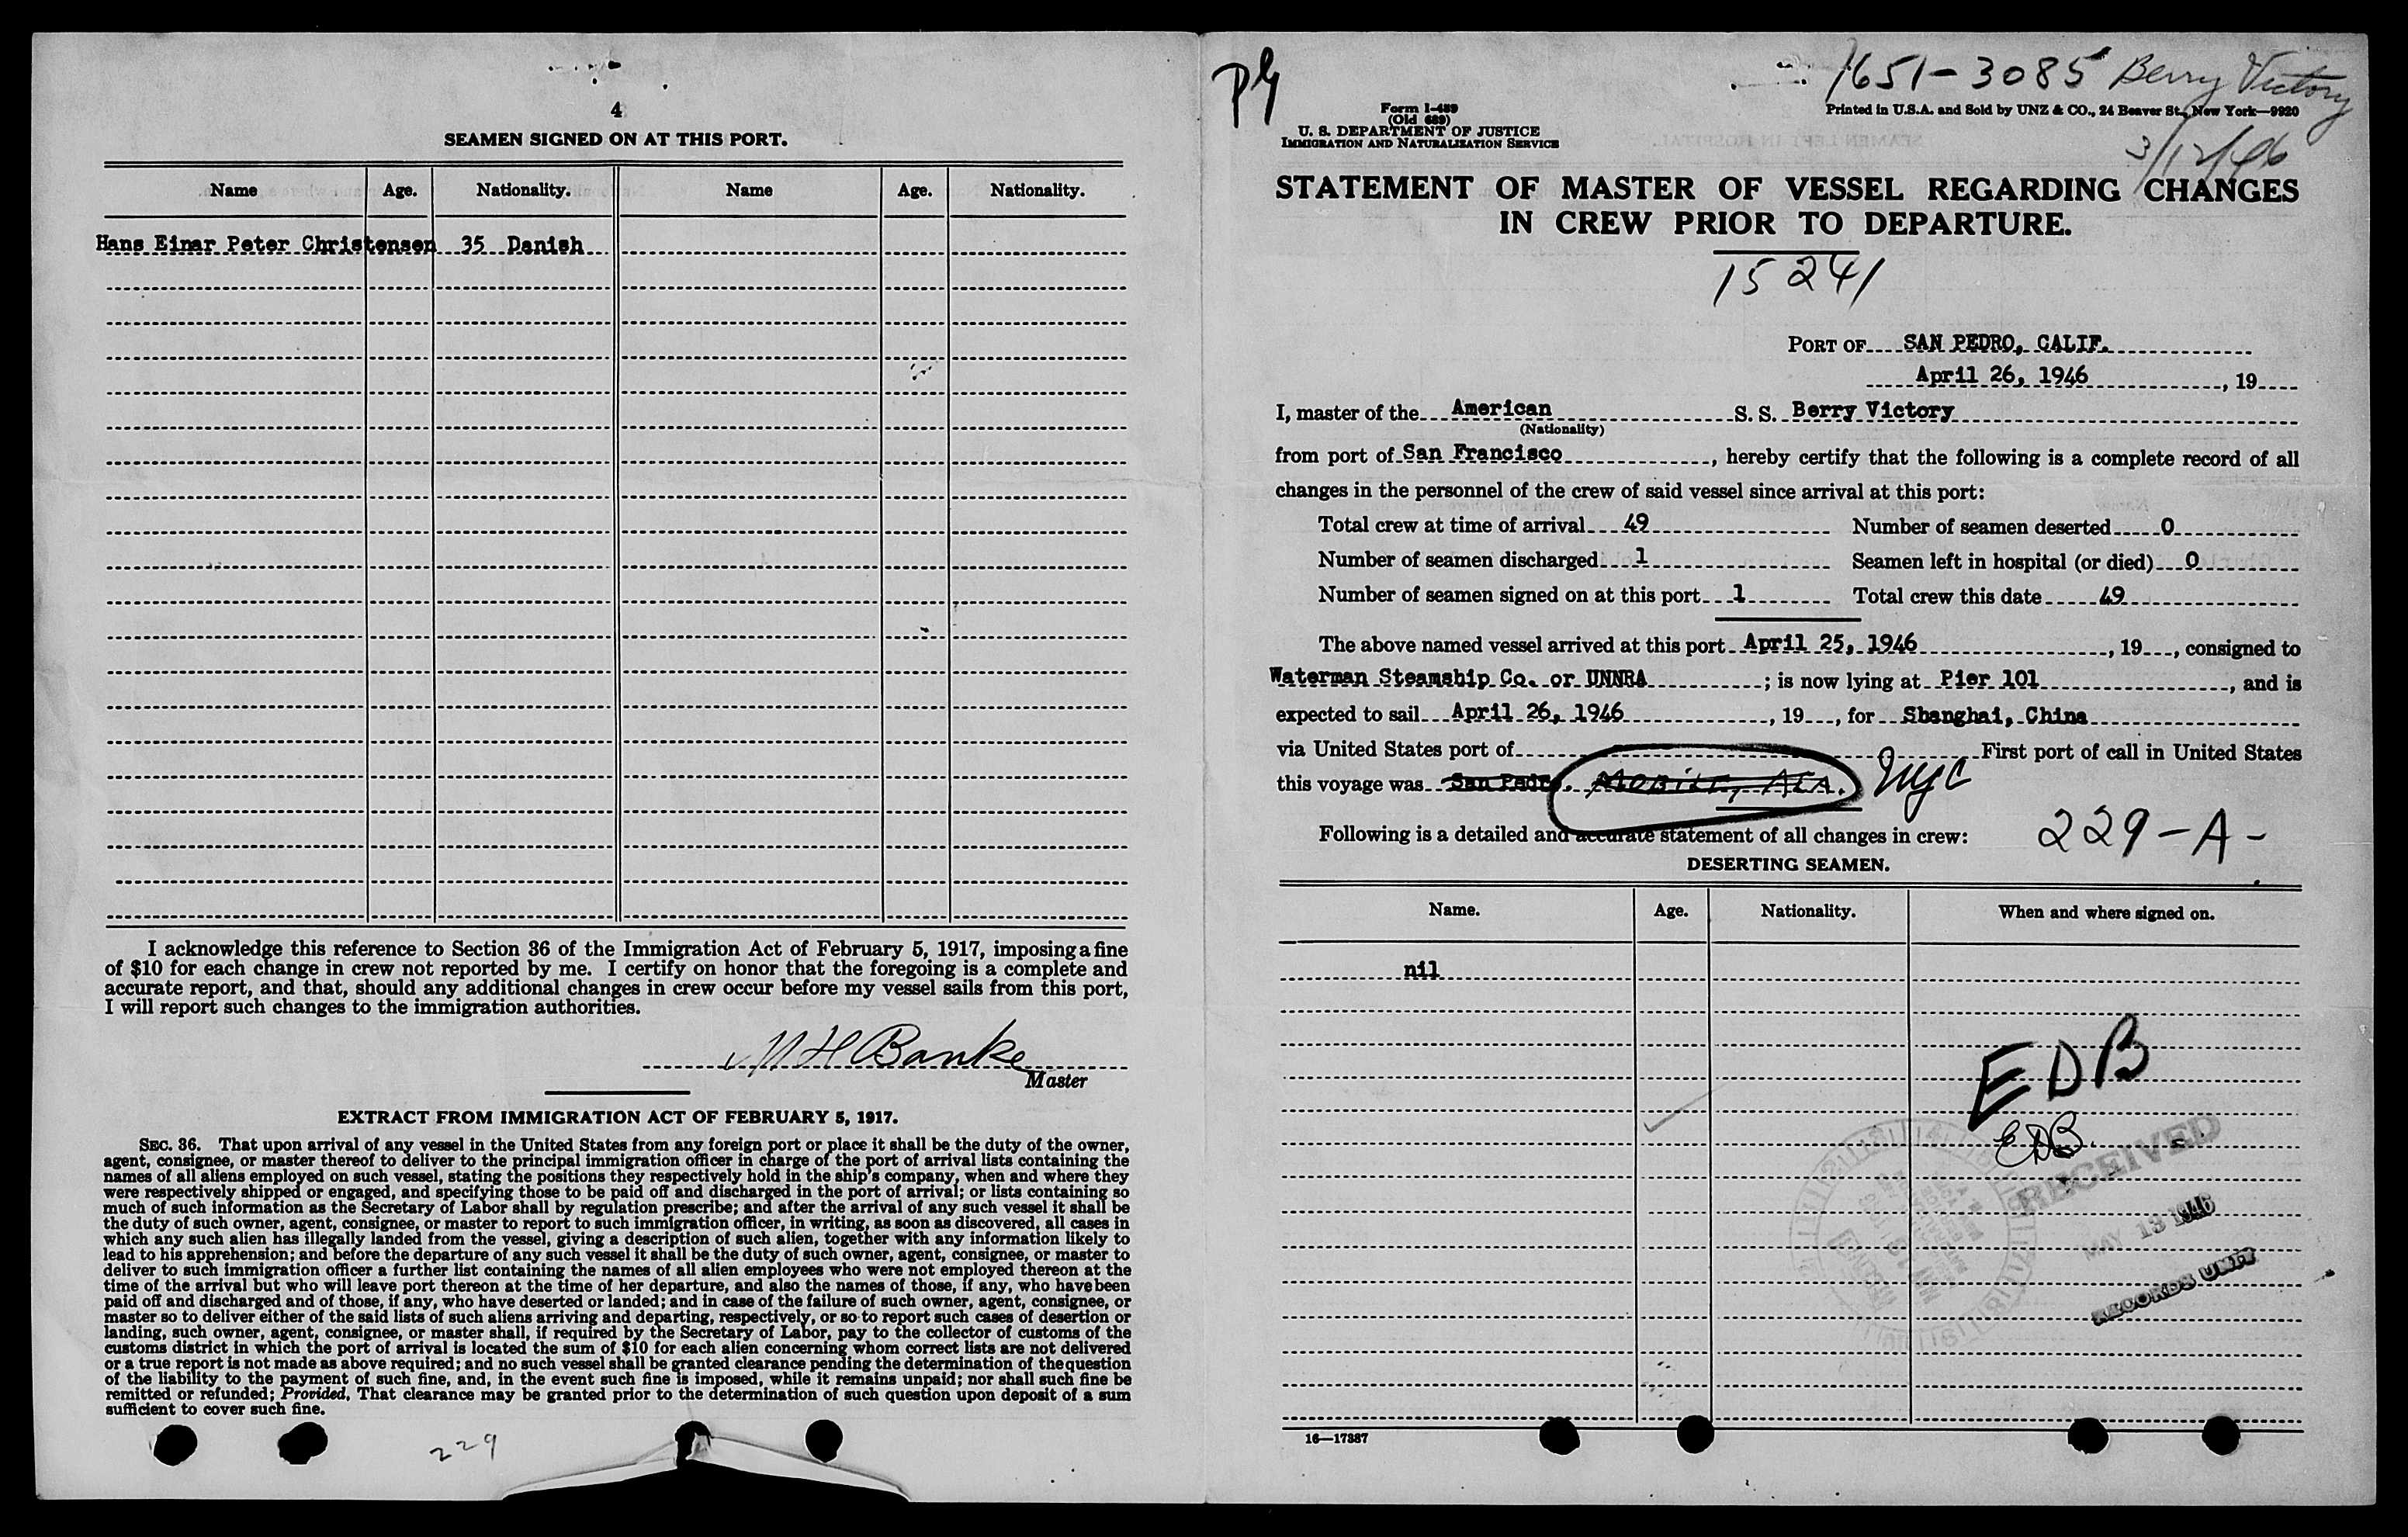 4
SEAMEN SIGNED ON AT THIS PORT.
Name Age. Nationality. Name Age. Nationality.
Hans Einar Peter Christensen 35 Danish
I acknowledge this reference to Section 36 of the Immigration Act of February 5, 1917, imposing a fine
of $10 for each change in crew not reported by me. I certify on honor that the foregoing is a complete and
accurate report, and that, should any additional changes in crew occur before my vessel sails from this port,
I will report such changes to the immigration authorities.
Banke
Master
EXTRACT FROM IMMIGRATION ACT OF FEBRUARY 5, 1917.
SEC. 36. That upon arrival of any vessel in the United States from any foreign port or place it shall be the duty of the owner,
agent, consignee, or master thereof to deliver to the principal immigration officer in charge of the port of arrival lists containing the
names of all aliens employed on such vessel, stating the positions they respectively hold in the ship's company, when and where they
were respectively shipped or engaged, and specifying those to be paid off and discharged in the port of arrival; or lists containing so
much of such information as the Secretary of Labor shall by regulation prescribe; and after the arrival of any such vessel it shall be
the duty of such owner, agent, consignee, or master to report to such immigration officer, in writing, as soon as discovered, all cases in
which any such alien has illegally landed from the vessel, giving a description of such alien, together with any information likely to
lead to his apprehension; and before the departure of any such vessel it shall be the duty of such owner, agent, consignee, or master to
deliver to such immigration officer a further list containing the names of all alien employees who were not employed thereon at the
time of the arrival but who will leave port thereon at the time of her departure, and also the names of those, if any, who have been
paid off and discharged and of those, if any, who have deserted or landed; and in case of the failure of such owner, agent, consignee, or
master so to deliver either of the said lists of such aliens arriving and departing, respectively, or so to report such cases of desertion or
landing, such owner, agent, consignee, or master shall, if required by the Secretary of Labor, pay to the collector of customs of the
customs district in which the port of arrival is located the sum of $10 for each alien concerning whom correct lists are not delivered
or a true report is not made as above required; and no such vessel shall be granted clearance pending the determination of the question
of the liability to the payment of such fine, and, in the event such fine is imposed, while it remains unpaid; nor shall such fine be
remitted or refunded; Provided, That clearance may be granted prior to the determination of such question upon deposit of a sum
sufficient to cover such fine.
229
1651-3085 Berry Victory
3/12/46
Form I-489
(Old 689)
U. S. DEPARTMENT OF JUSTICE
IMMIGRATION AND NATURALIZATION SERVICE
Printed in U.S.A. and Sold by UNZ & CO., 24 Beaver St., New York—9920
STATEMENT OF MASTER OF VESSEL REGARDING CHANGES
IN CREW PRIOR TO DEPARTURE.
15241
PORT OF SAN PEDRO, CALIF.
April 26, 1946, 19
I, master of the American S. S. Berry Victory
(Nationality)
from port of San Francisco, hereby certify that the following is a complete record of all
changes in the personnel of the crew of said vessel since arrival at this port:
Total crew at time of arrival 49 Number of seamen deserted 0
Number of seamen discharged 1 Seamen left in hospital (or died) 0
Number of seamen signed on at this port 1 Total crew this date 49
The above named vessel arrived at this port April 25, 1946, 19, consigned to
Waterman Steamship Co. or UNNRA; is now lying at Pier 101, and is
expected to sail April 26, 1946, 19, for Shanghai, China
via United States port of First port of call in United States
this voyage was San Pedro. MOBILE, ALA. NYC
Following is a detailed and accurate statement of all changes in crew:
229-A-
DESERTING SEAMEN.
Name. Age. Nationality. When and where signed on.
nil
EDB
EDB.
RECEIVED
MAY 13 1946
RECORDS UNIT
16—17387